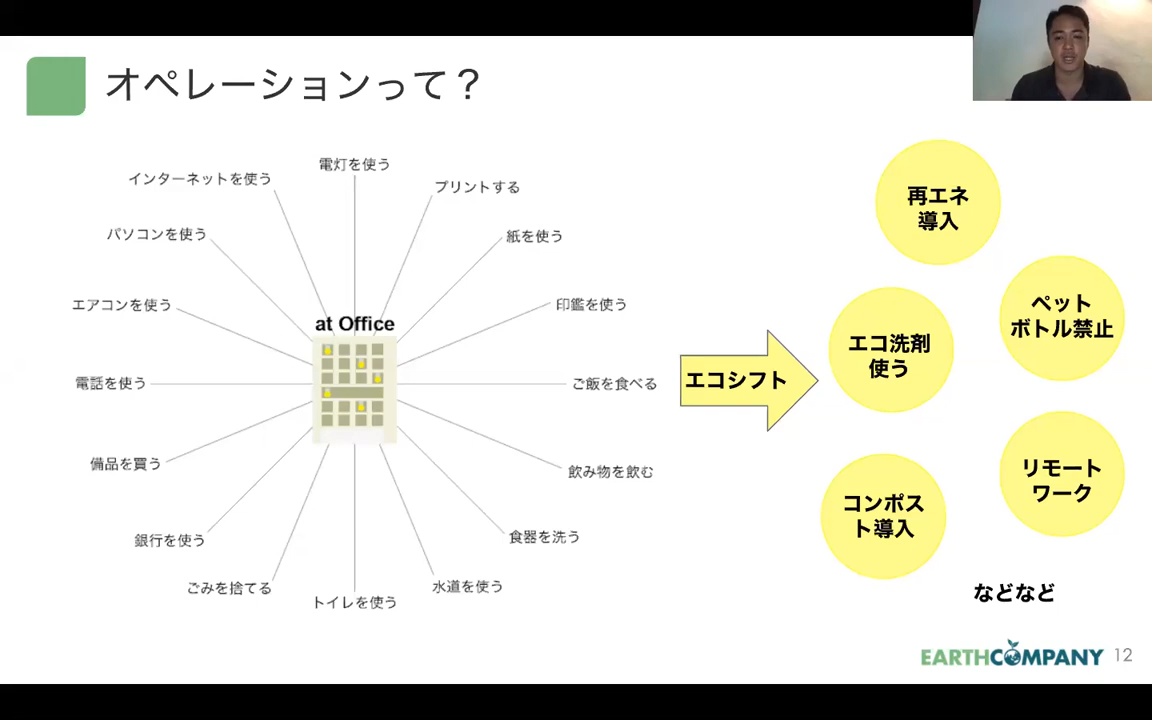 オペレーションって？
電灯を使う
インターネットを使う
プリントする
パソコンを使う
紙を使う
エアコンを使う
印鑑を使う
at Office
電話を使う
ご飯を食べる
備品を買う
飲み物を飲む
銀行を使う
食器を洗う
ごみを捨てる
水道を使う
トイレを使う
エコシフト
再エネ
導入
ペット
ボトル禁止
エコ洗剤
使う
リモート
ワーク
コンポス
ト導入
などなど
EARTHCOMPANY
12